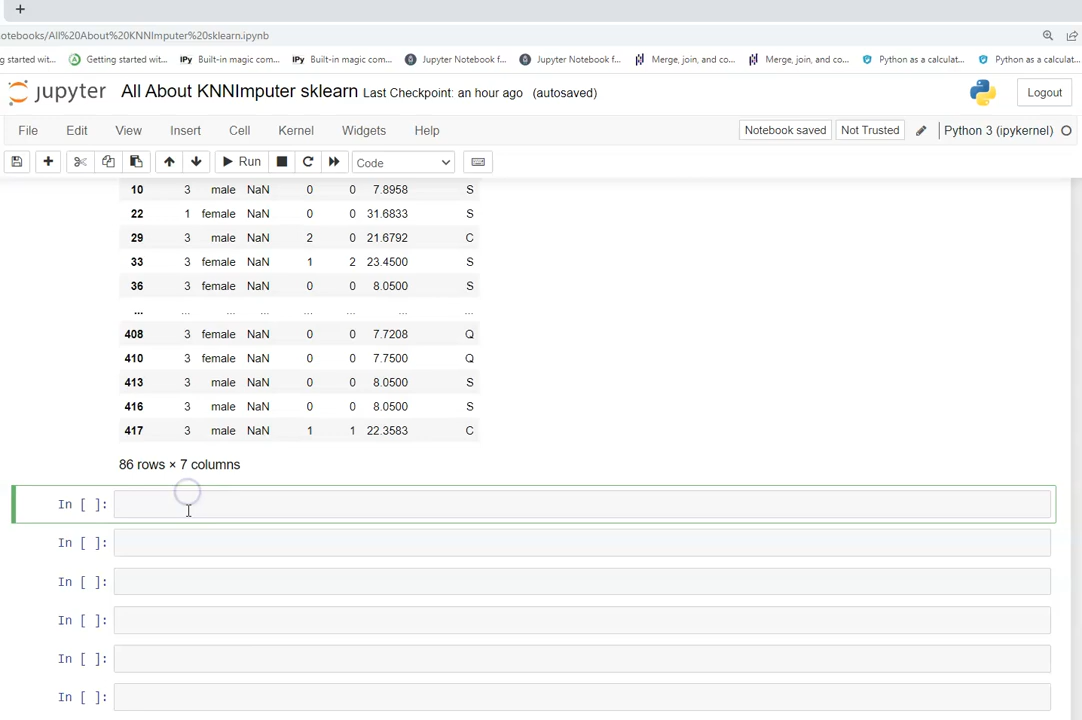 +
otebooks/All%20About%20KNNImputer%20sklearn.ipynb
g started wit... Getting started wit... IPy Built-in magic com... IPy Built-in magic com... Jupyter Notebook f... Jupyter Notebook f... Merge, join, and co... Merge, join, and co... Python as a calculat... Python as a calculat...
jupyter All About KNNImputer sklearn Last Checkpoint: an hour ago (autosaved) Logout
File Edit View Insert Cell Kernel Widgets Help Notebook saved Not Trusted Python 3 (ipykernel)
Run Code
10 3 male NaN 0 0 7.8958 S
22 1 female NaN 0 0 31.6833 S
29 3 male NaN 2 0 21.6792 C
33 3 female NaN 1 2 23.4500 S
36 3 female NaN 0 0 8.0500 S
... ... ... ... ... ... ... ...
408 3 female NaN 0 0 7.7208 Q
410 3 female NaN 0 0 7.7500 Q
413 3 male NaN 0 0 8.0500 S
416 3 male NaN 0 0 8.0500 S
417 3 male NaN 1 1 22.3583 C
86 rows × 7 columns
In [ ]:
In [ ]:
In [ ]:
In [ ]:
In [ ]:
In [ ]: